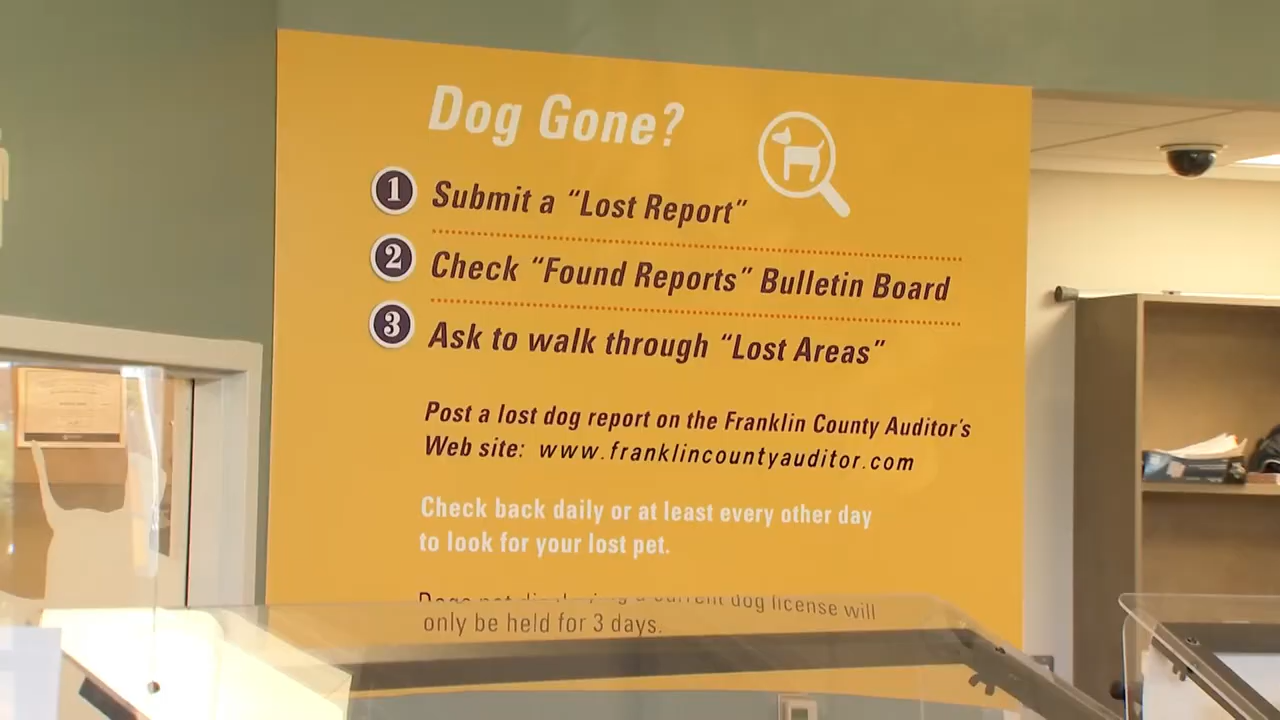 Dog Gone?
1 Submit a “Lost Report”
2 Check “Found Reports” Bulletin Board
3 Ask to walk through “Lost Areas”
Post a lost dog report on the Franklin County Auditor's
Web site: www.franklincountyauditor.com
Check back daily or at least every other day
to look for your lost pet.
Dogs not displaying a current dog license will
only be held for 3 days.